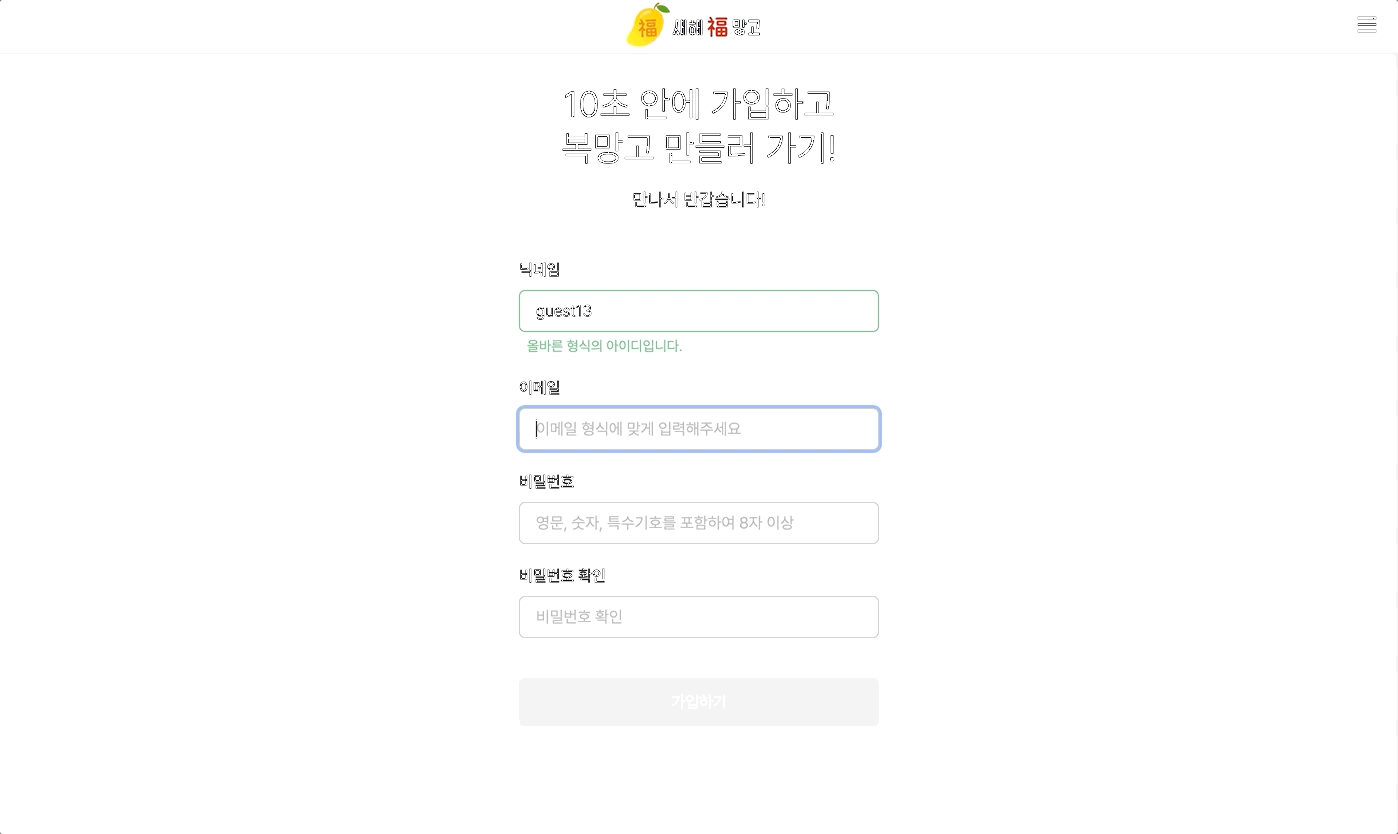 福 새해 福 망고
10초 안에 가입하고
복망고 만들러 가기!
만나서 반갑습니다!
닉네임
guest13
올바른 형식의 아이디입니다.
이메일
이메일 형식에 맞게 입력해주세요
비밀번호
영문, 숫자, 특수기호를 포함하여 8자 이상
비밀번호 확인
비밀번호 확인
가입하기